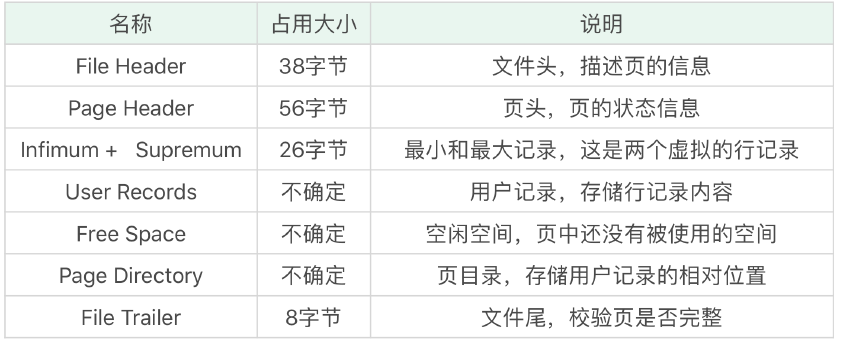 名称 占用大小 说明
File Header 38字节 文件头，描述页的信息
Page Header 56字节 页头，页的状态信息
Infimum + Supremum 26字节 最小和最大记录，这是两个虚拟的行记录
User Records 不确定 用户记录，存储行记录内容
Free Space 不确定 空闲空间，页中还没有被使用的空间
Page Directory 不确定 页目录，存储用户记录的相对位置
File Trailer 8字节 文件尾，校验页是否完整